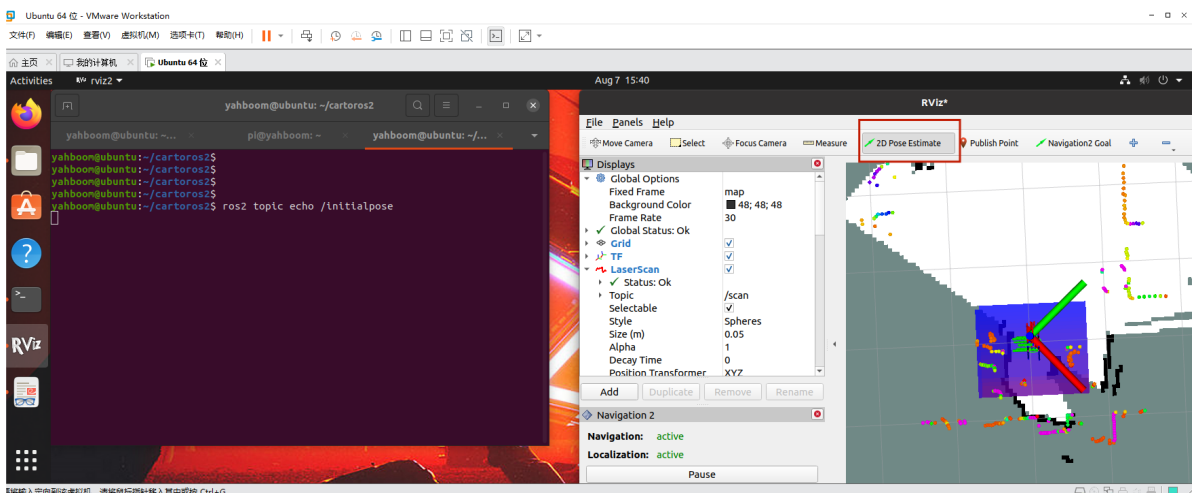 Ubuntu 64 位 - VMware Workstation
文件(F) 编辑(E) 查看(V) 虚拟机(M) 选项卡(T) 帮助(H)
主页 我的计算机 Ubuntu 64 位
Activities rviz2 Aug 7 15:40
yahboom@ubuntu: ~/cartoros2
yahboom@ubuntu: ~... pi@yahboom: ~ yahboom@ubuntu: ~/...
yahboom@ubuntu:~/cartoros2$
yahboom@ubuntu:~/cartoros2$
yahboom@ubuntu:~/cartoros2$
yahboom@ubuntu:~/cartoros2$
yahboom@ubuntu:~/cartoros2$ ros2 topic echo /initialpose
RViz
RViz*
File Panels Help
Move Camera Select Focus Camera Measure 2D Pose Estimate Publish Point Navigation2 Goal
Displays
Global Options
Fixed Frame map
Background Color 48; 48; 48
Frame Rate 30
Global Status: Ok
Grid
TF
LaserScan
Status: Ok
Topic /scan
Selectable
Style Spheres
Size (m) 0.05
Alpha 1
Decay Time 0
Position Transformer XYZ
Add Duplicate Remove Rename
Navigation 2
Navigation: active
Localization: active
Pause